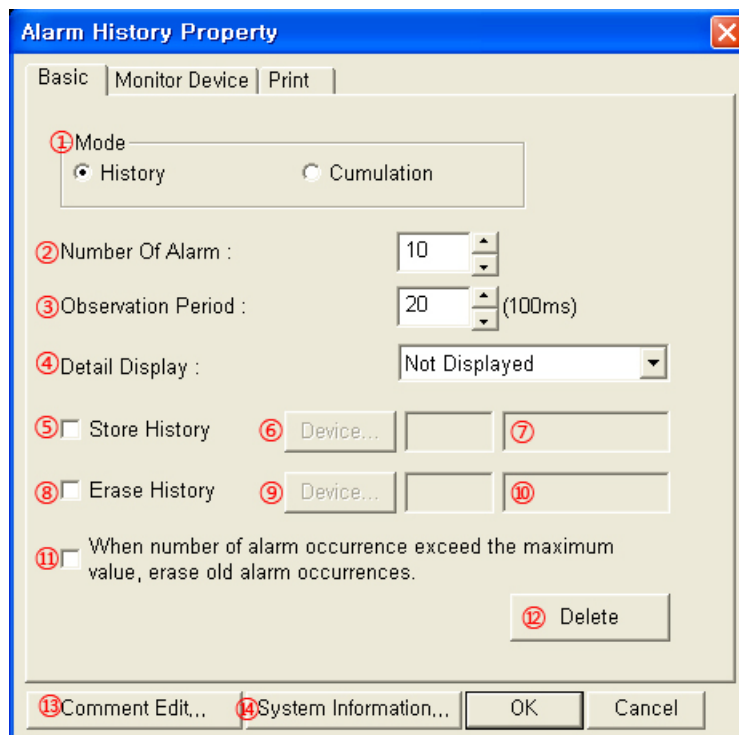 Alarm History Property
Basic Monitor Device Print
①Mode
History Cumulation
②Number Of Alarm : 10
③Observation Period : 20 (100ms)
④Detail Display : Not Displayed
⑤ Store History ⑥ Device... ⑦
⑧ Erase History ⑨ Device... ⑩
⑪ When number of alarm occurrence exceed the maximum
value, erase old alarm occurrences.
⑫ Delete
⑬Comment Edit... ⑭System Information... OK Cancel